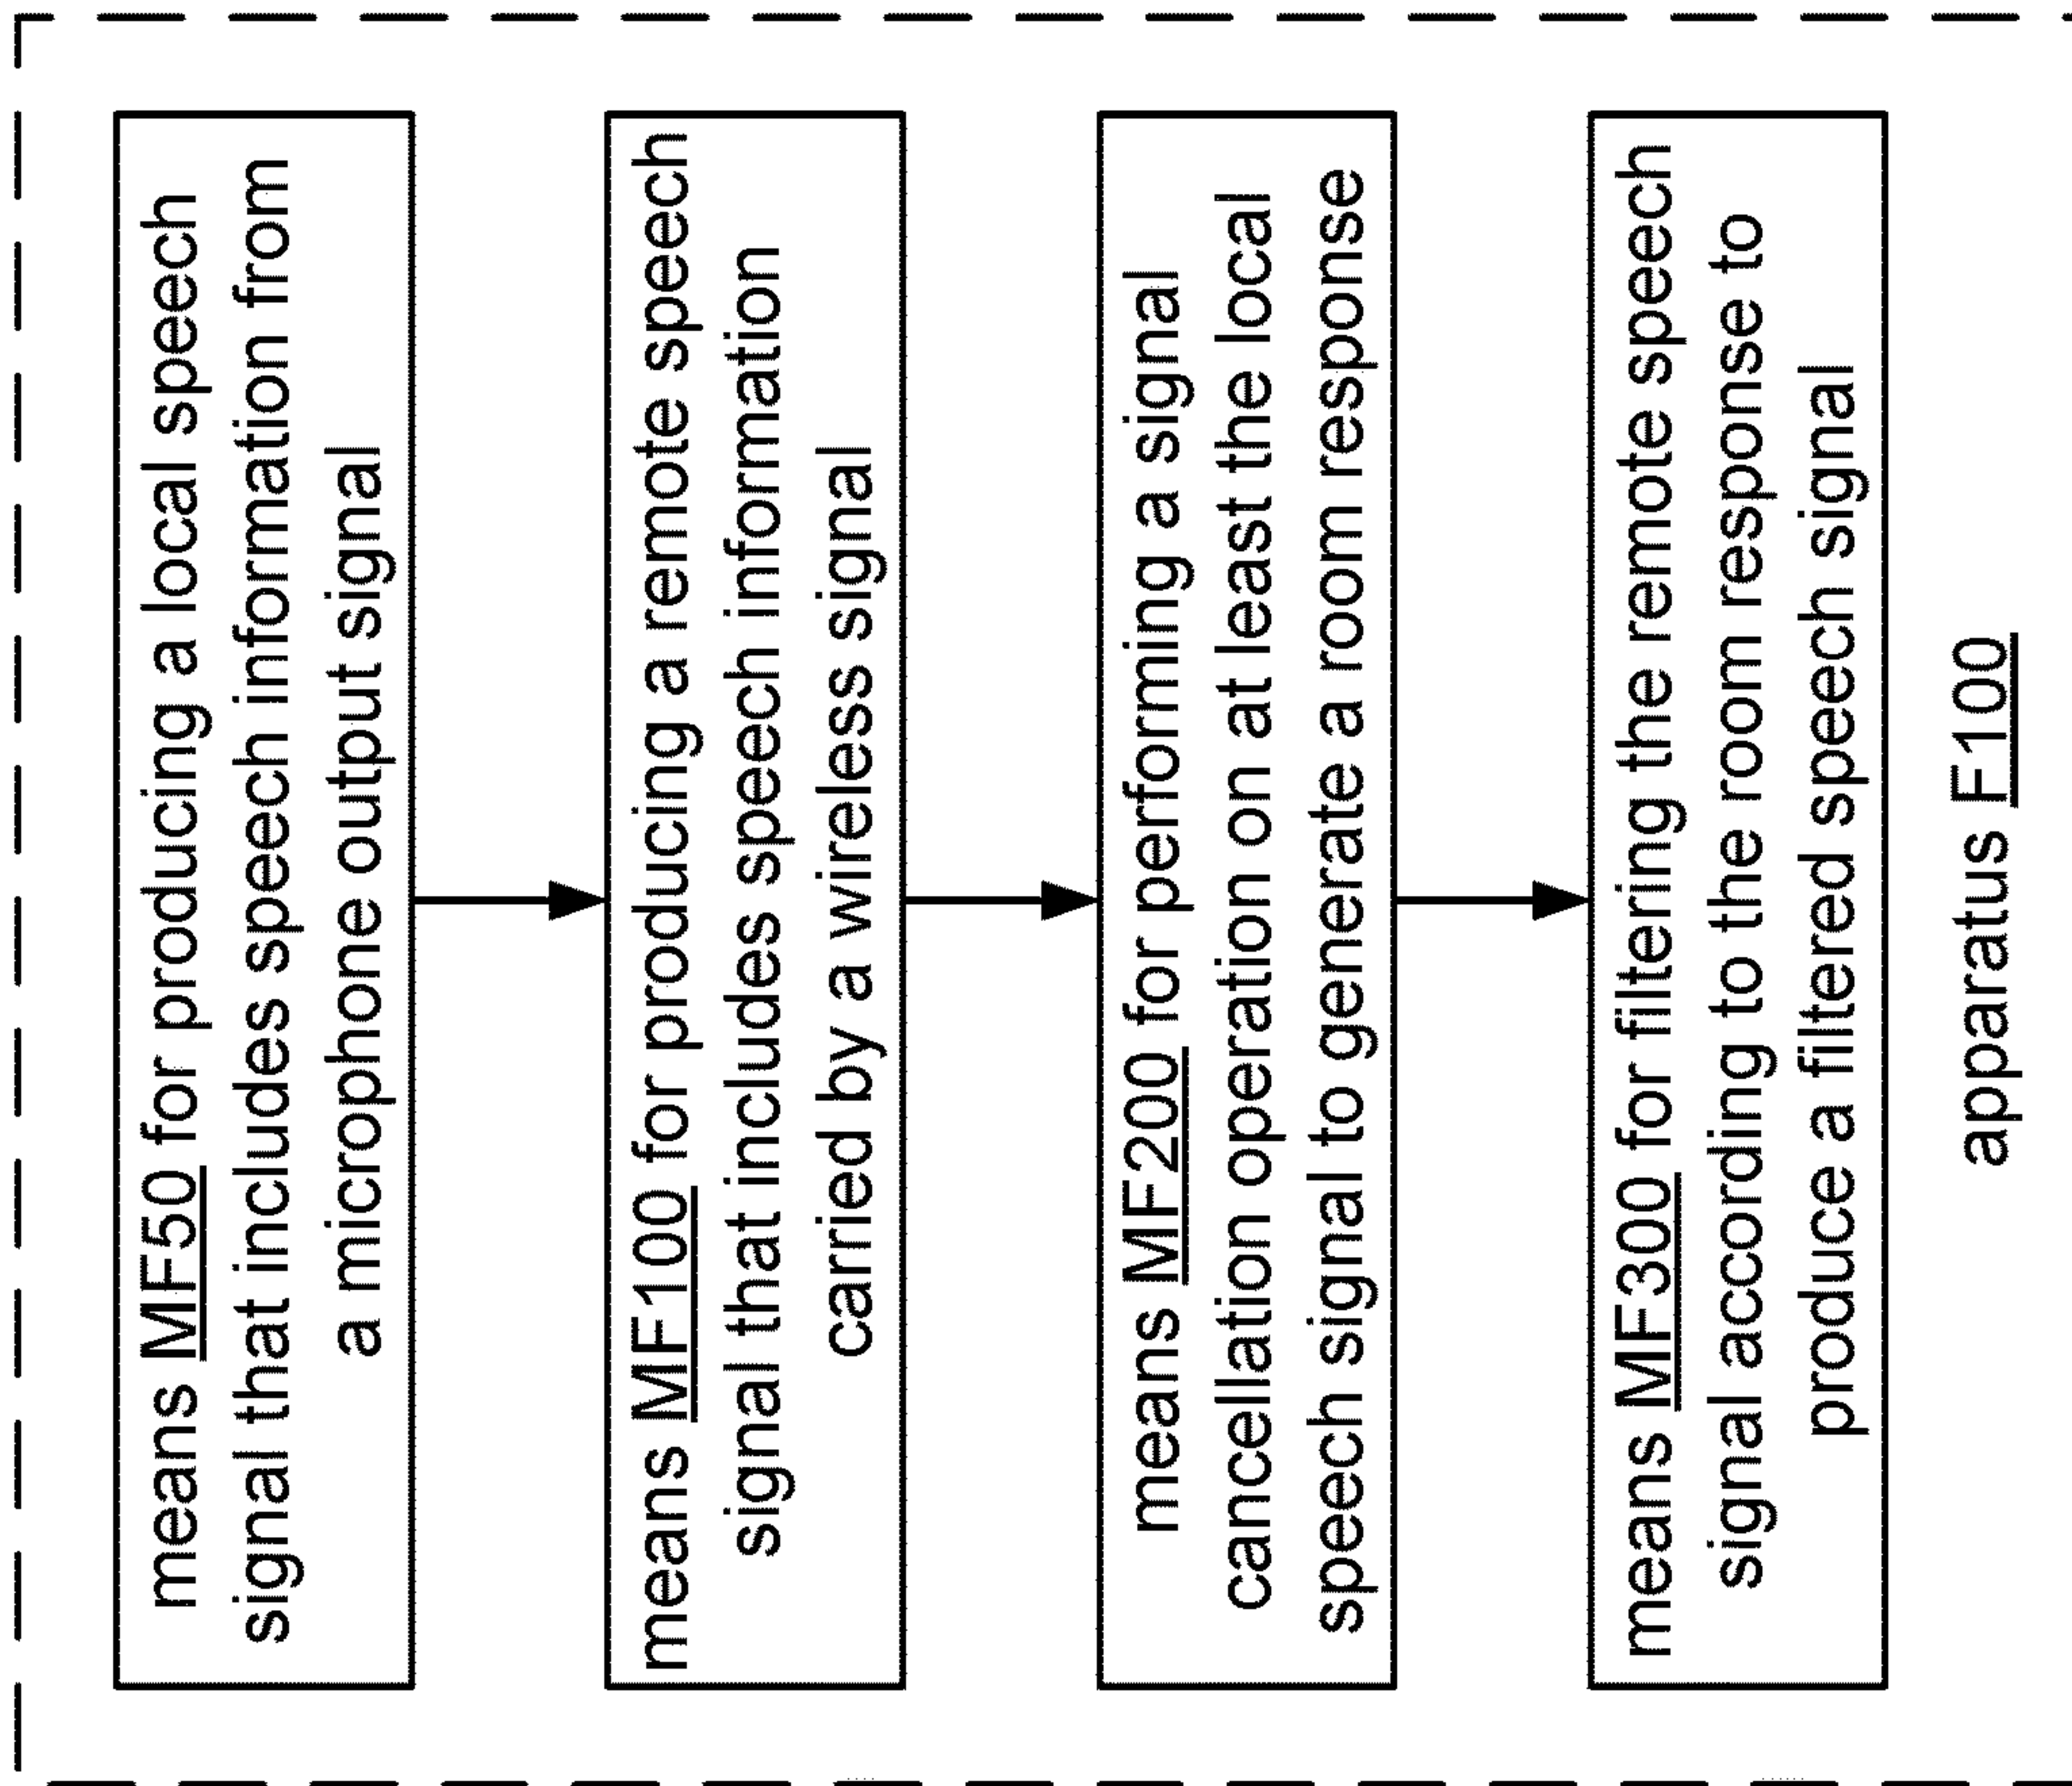 means MF50 for producing a local speech
signal that includes speech information from
a microphone output signal
means MF100 for producing a remote speech
signal that includes speech information
carried by a wireless signal
means MF200 for performing a signal
cancellation operation on at least the local
speech signal to generate a room response
means MF300 for filtering the remote speech
signal according to the room response to
produce a filtered speech signal
apparatus F100